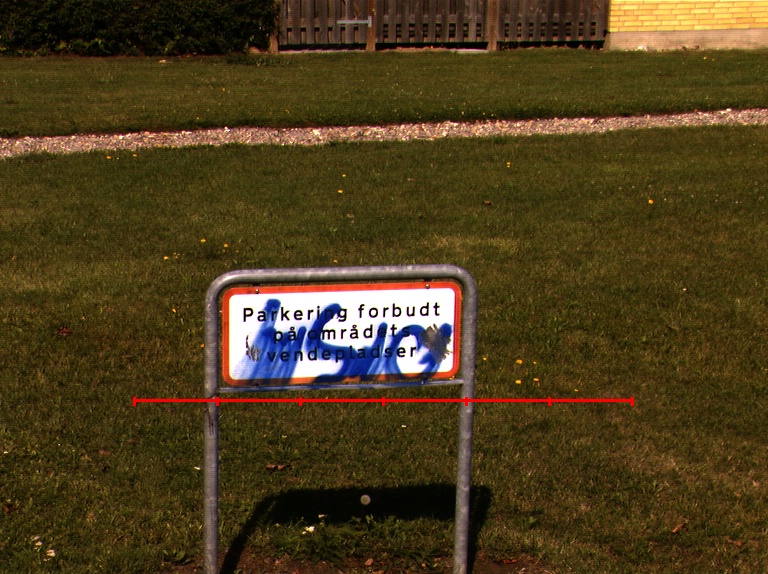 Parkering forbudt
på områdets
vendepladser